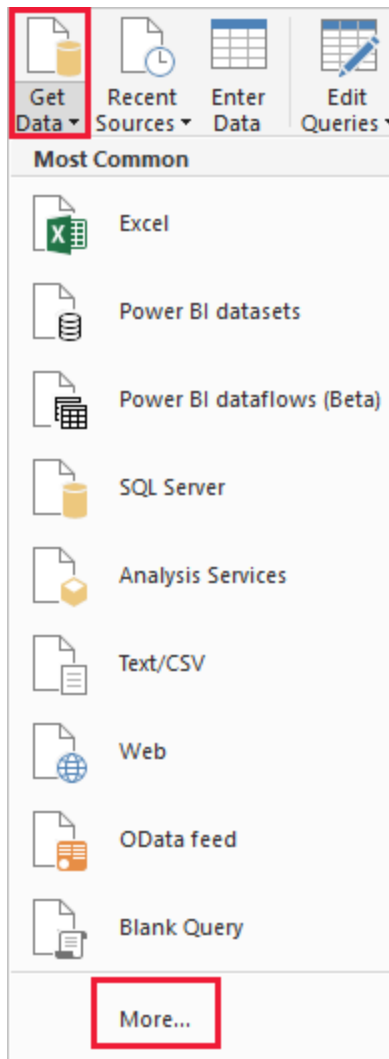 Get Data
Recent Sources
Enter Data
Edit Queries
Most Common
Excel
Power BI datasets
Power BI dataflows (Beta)
SQL Server
Analysis Services
Text/CSV
Web
OData feed
Blank Query
More...